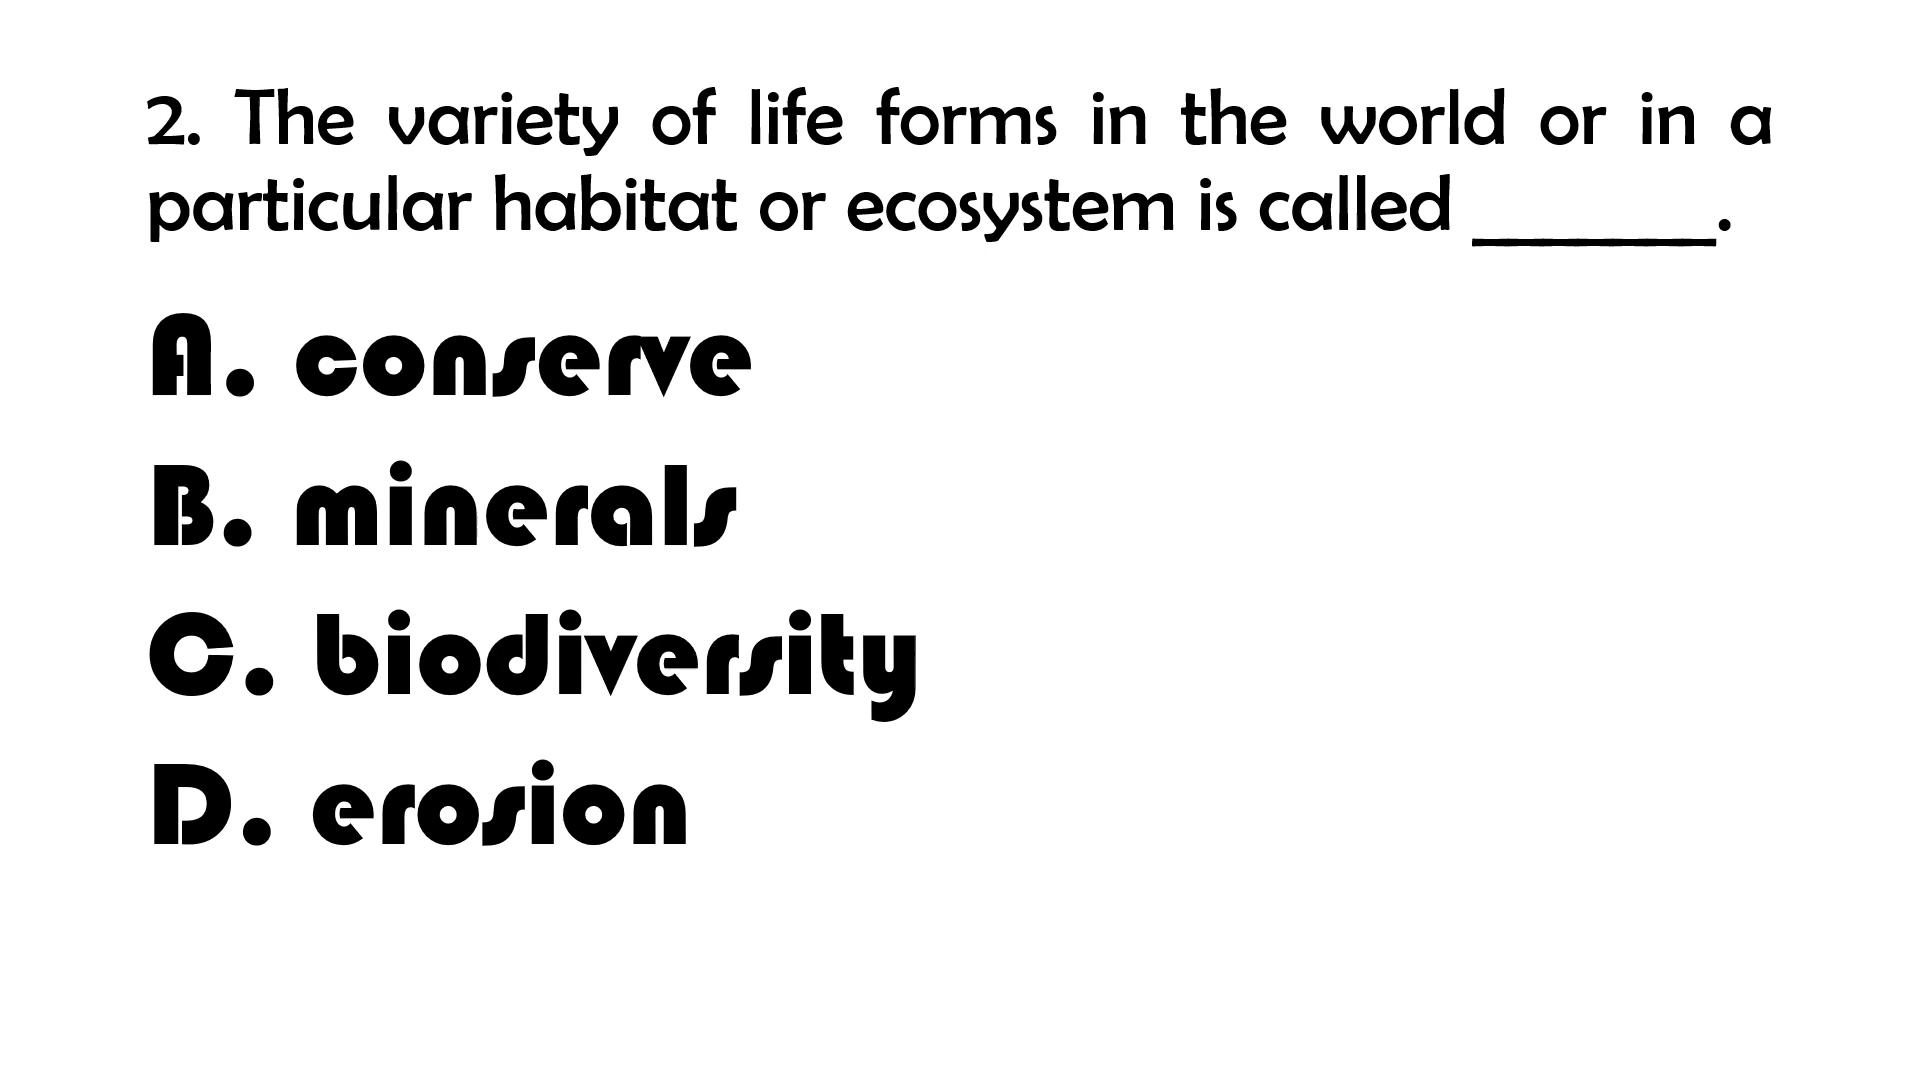 2. The variety of life forms in the world or in a
particular habitat or ecosystem is called _______.
A. conserve
B. minerals
C. biodiversity
D. erosion